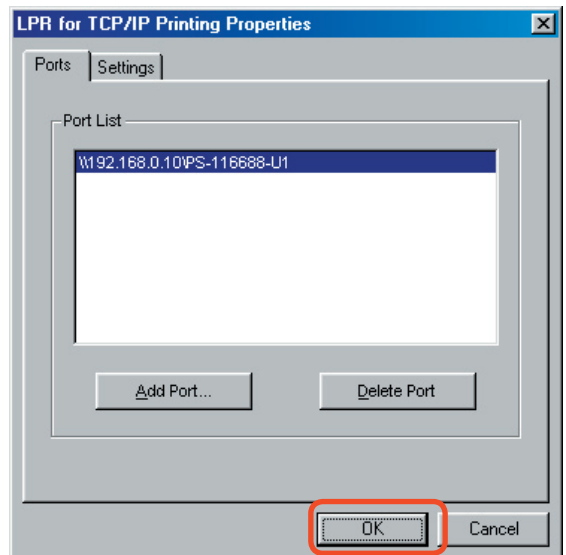 LPR for TCP/IP Printing Properties
Ports Settings
Port List
\\192.168.0.10\PS-116688-U1
Add Port... Delete Port
OK Cancel